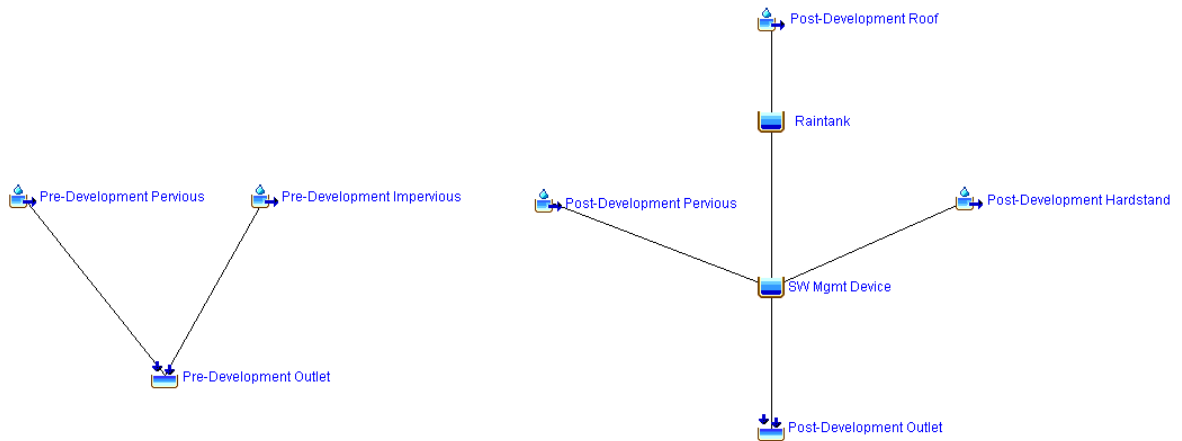 Post-Development Roof
Raintank
Pre-Development Pervious
Pre-Development Impervious
Post-Development Pervious
Post-Development Hardstand
SW Mgmt Device
Pre-Development Outlet
Post-Development Outlet